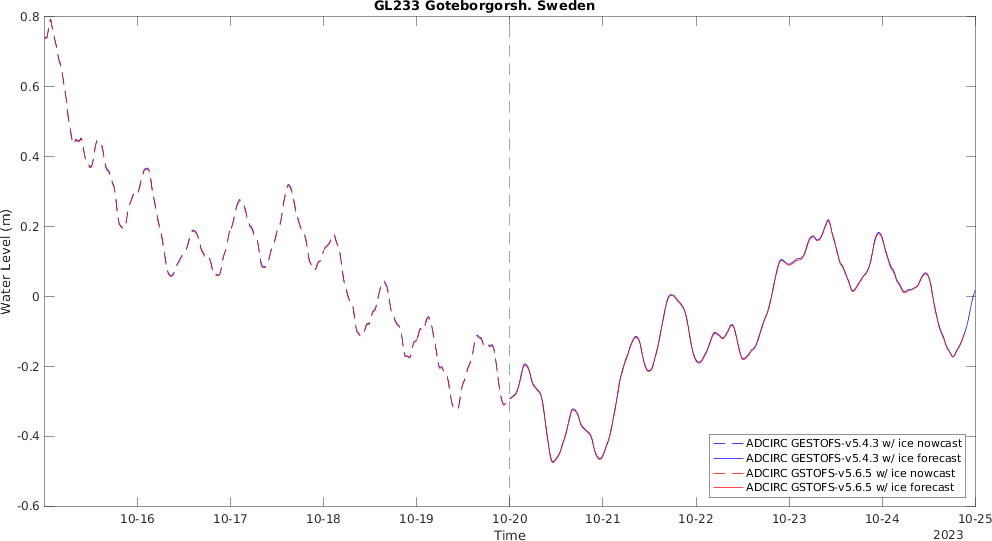 GL233 Goteborgorsh. Sweden
0.8
0.6
0.4
0.2
0
-0.2
-0.4
-0.6
Water Level (m)
10-16
10-17
10-18
10-19
10-20
10-21
10-22
10-23
10-24
10-25
Time
2023
ADCIRC GESTOFS-v5.4.3 w/ ice nowcast
ADCIRC GESTOFS-v5.4.3 w/ ice forecast
ADCIRC GSTOFS-v5.6.5 w/ ice nowcast
ADCIRC GSTOFS-v5.6.5 w/ ice forecast